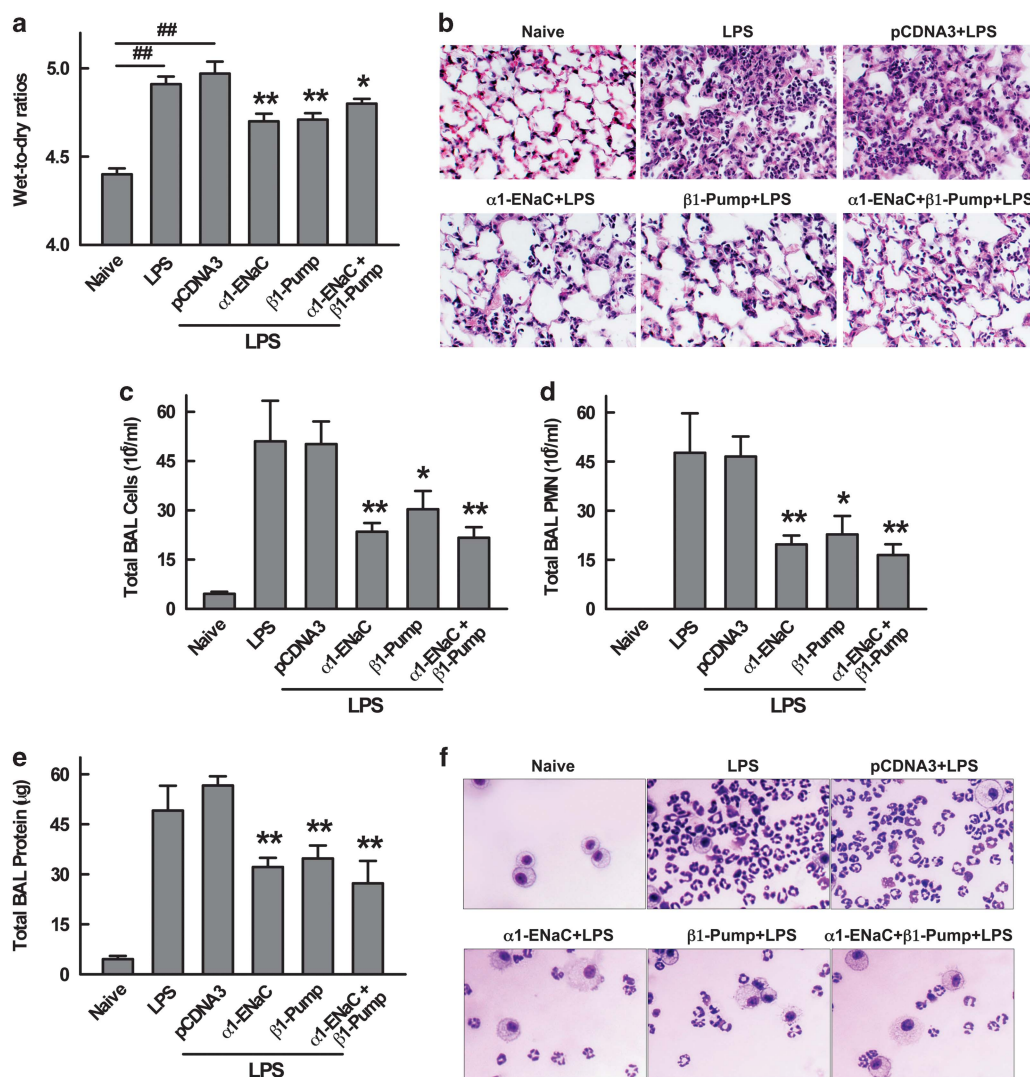 a
##
##
5.0
4.5
4.0
Wet-to-dry ratios
**
**
*
Naive
LPS
pCDNA3
α1-ENaC
β1-Pump
α1-ENaC +
β1-Pump
LPS
b
Naive
LPS
pCDNA3+LPS
α1-ENaC+LPS
β1-Pump+LPS
α1-ENaC+β1-Pump+LPS
c
60
45
30
15
0
Total BAL Cells (10⁵/ml)
**
*
**
Naive
LPS
pCDNA3
α1-ENaC
β1-Pump
α1-ENaC +
β1-Pump
LPS
d
60
45
30
15
0
Total BAL PMN
**
*
**
Naive
LPS
pCDNA3
α1-ENaC
β1-Pump
α1-ENaC +
β1-Pump
LPS
e
60
45
30
15
0
Total BAL Protein
**
**
**
Naive
LPS
pCDNA3
α1-ENaC
β1-Pump
α1-ENaC +
β1-Pump
LPS
f
Naive
LPS
pCDNA3+LPS
α1-ENaC+LPS
β1-Pump+LPS
α1-ENaC+β1-Pump+LPS